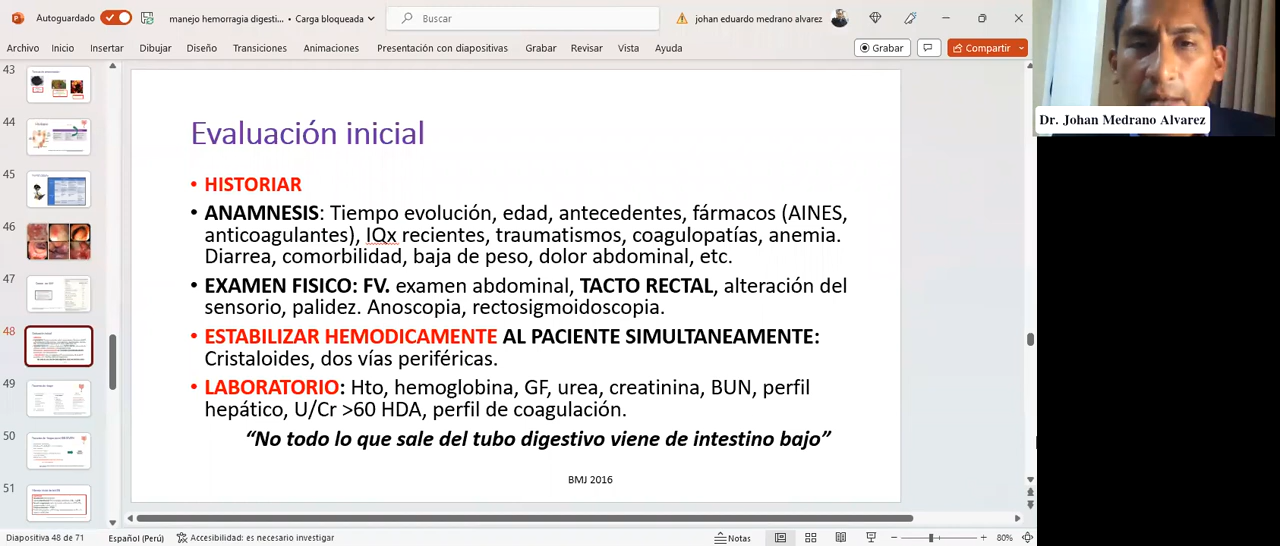 Autoguardado
manejo hemorragia digesti... • Carga bloqueada
Buscar
johan eduardo medrano alvarez
Archivo Inicio Insertar Dibujar Diseño Transiciones Animaciones Presentación con diapositivas Grabar Revisar Vista Ayuda
Grabar
Compartir
Dr. Johan Medrano Alvarez
43
44
45
46
47
48
49
50
51
Evaluación inicial
• HISTORIAR
• ANAMNESIS: Tiempo evolución, edad, antecedentes, fármacos (AINES,
anticoagulantes), IQx recientes, traumatismos, coagulopatías, anemia.
Diarrea, comorbilidad, baja de peso, dolor abdominal, etc.
• EXAMEN FISICO: FV. examen abdominal, TACTO RECTAL, alteración del
sensorio, palidez. Anoscopia, rectosigmoidoscopia.
• ESTABILIZAR HEMODICAMENTE AL PACIENTE SIMULTANEAMENTE:
Cristaloides, dos vías periféricas.
• LABORATORIO: Hto, hemoglobina, GF, urea, creatinina, BUN, perfil
hepático, U/Cr >60 HDA, perfil de coagulación.
“No todo lo que sale del tubo digestivo viene de intestino bajo”
BMJ 2016
Diapositiva 48 de 71
Español (Perú)
Accesibilidad: es necesario investigar
Notas
80%